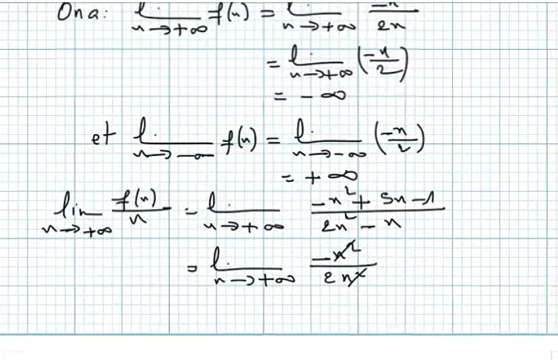 On a: lim_{x→+∞} f(x) = lim_{x→+∞} -x²/2x
= lim_{x→+∞} (-x/2)
= -∞
et lim_{x→-∞} f(x) = lim_{x→-∞} (-x/2)
= +∞
lim_{x→+∞} f(x)/x = lim_{x→+∞} (-x²+5x-1)/(2x²-x)
= lim_{x→+∞} -x²/2x²